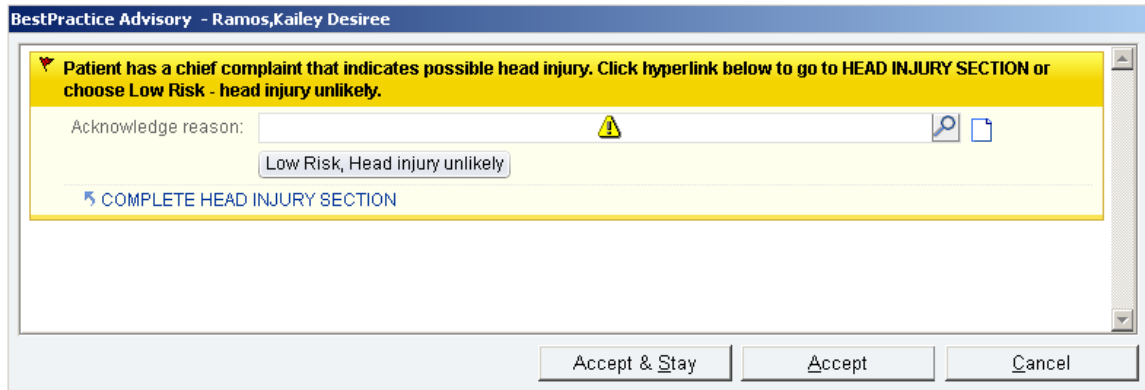 BestPractice Advisory - Ramos,Kailey Desiree
Patient has a chief complaint that indicates possible head injury. Click hyperlink below to go to HEAD INJURY SECTION or
choose Low Risk - head injury unlikely.
Acknowledge reason:
Low Risk, Head injury unlikely
COMPLETE HEAD INJURY SECTION
Accept & Stay Accept Cancel